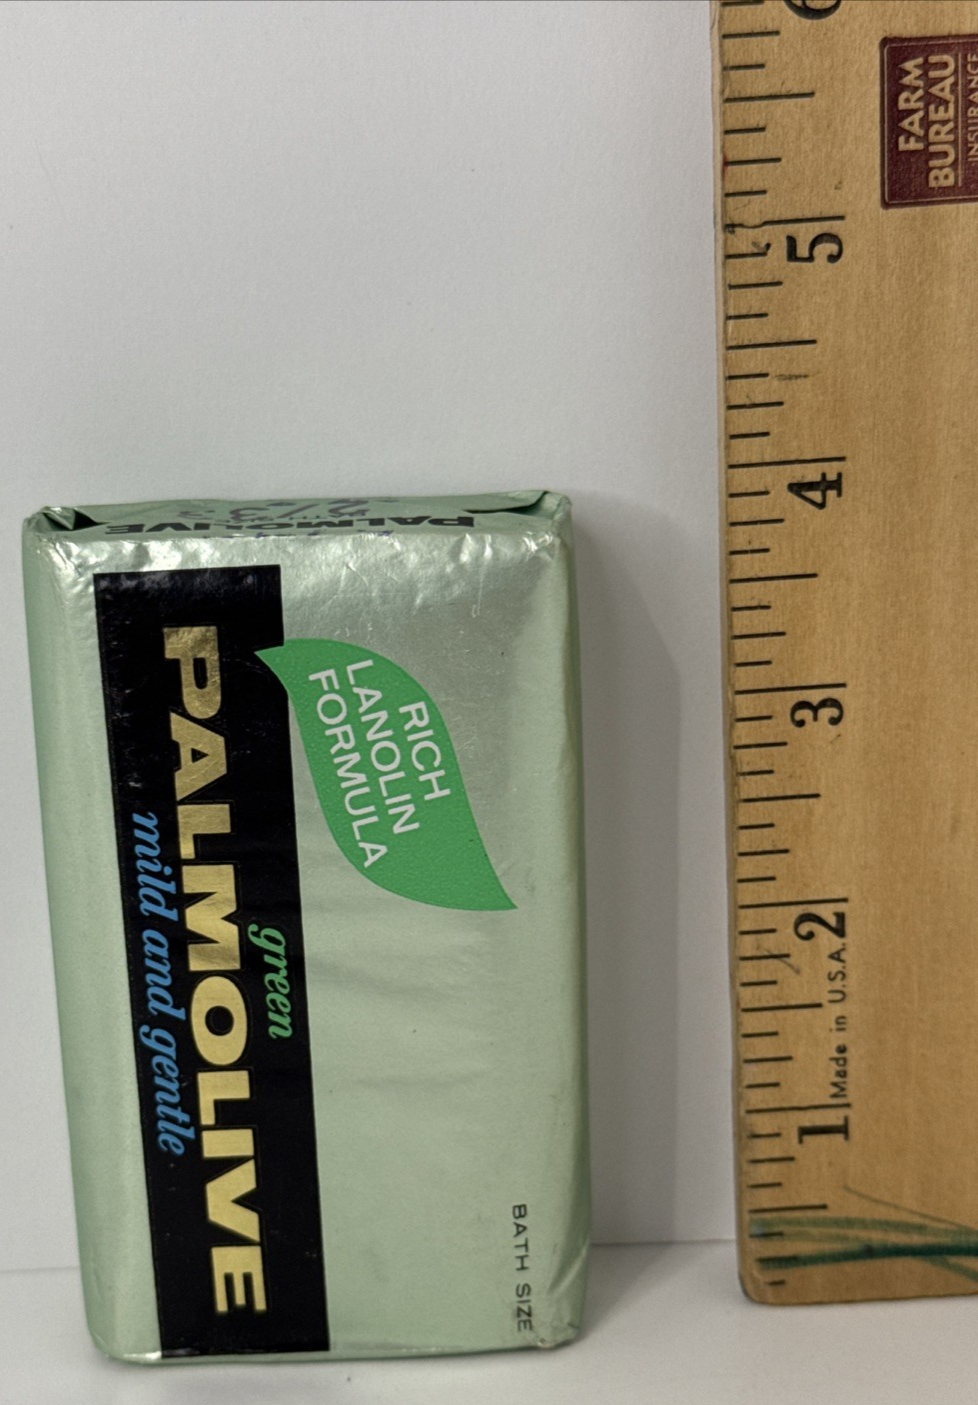 PALMOLIVE
PALMOLIVE
green
mild and gentle
RICH
LANOLIN
FORMULA
BATH SIZE
FARM
BUREAU
INSURANCE
6
5
4
3
2
1
Made in U.S.A.